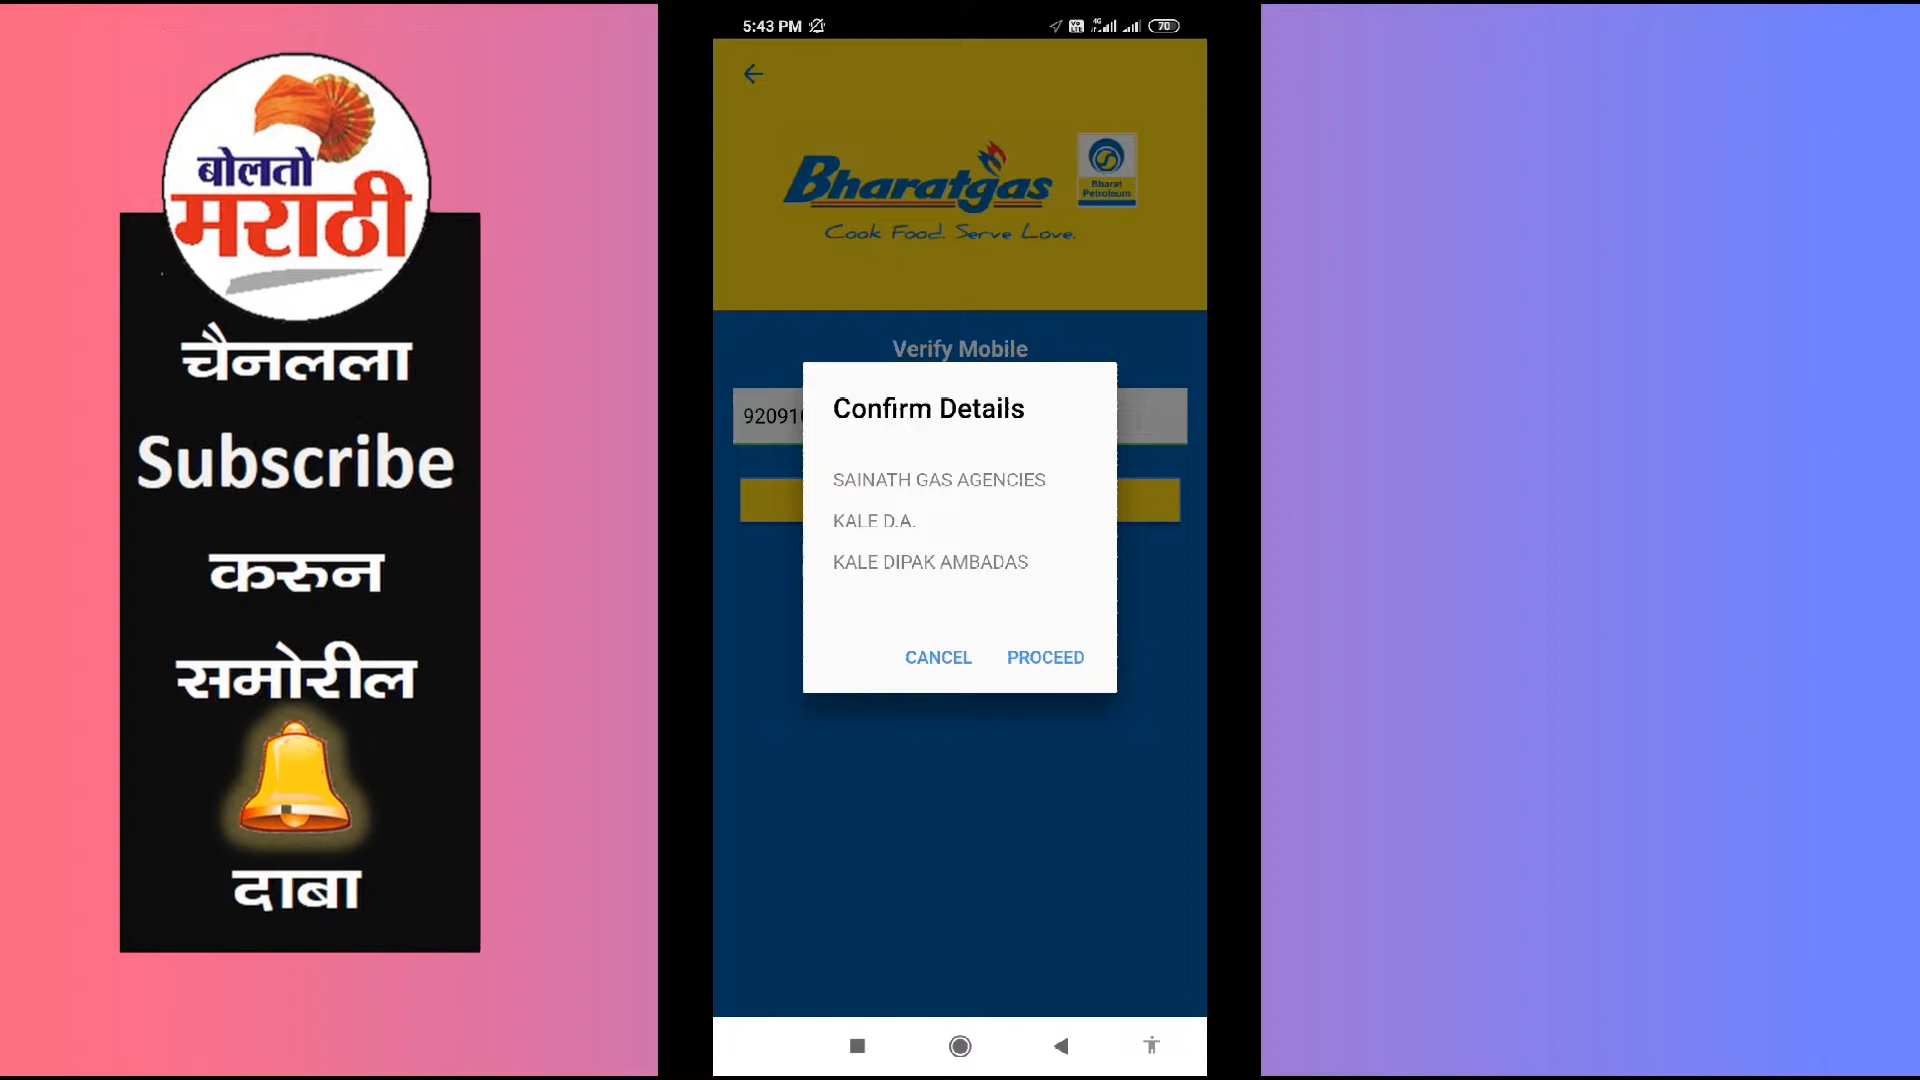 बोलतो
मराठी
चैनलला
Subscribe
करुन
समोरील
दाबा
5:43 PM
4G
70
Bharatgas
Cook Food. Serve Love.
Bharat
Petroleum
Verify Mobile
92091
Confirm Details
SAINATH GAS AGENCIES
KALE D.A.
KALE DIPAK AMBADAS
CANCEL PROCEED